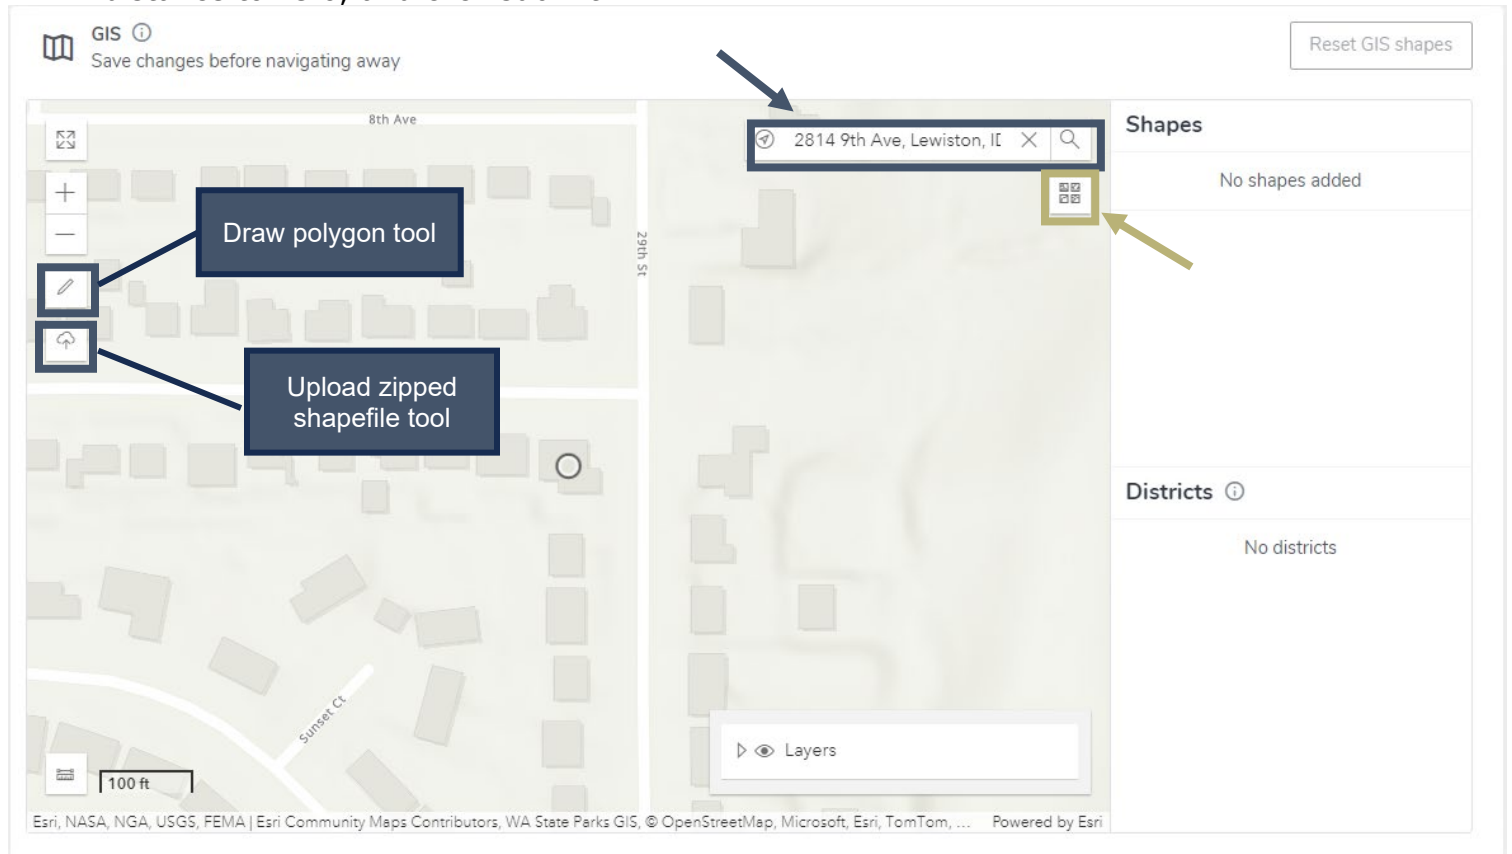 GIS
Save changes before navigating away
Reset GIS shapes
8th Ave
2814 9th Ave, Lewiston, ID
Shapes
No shapes added
Draw polygon tool
29th St
Upload zipped
shapefile tool
Districts
No districts
Sunset Ct
Layers
100 ft
Esri, NASA, NGA, USGS, FEMA | Esri Community Maps Contributors, WA State Parks GIS, © OpenStreetMap, Microsoft, Esri, TomTom, ...
Powered by Esri